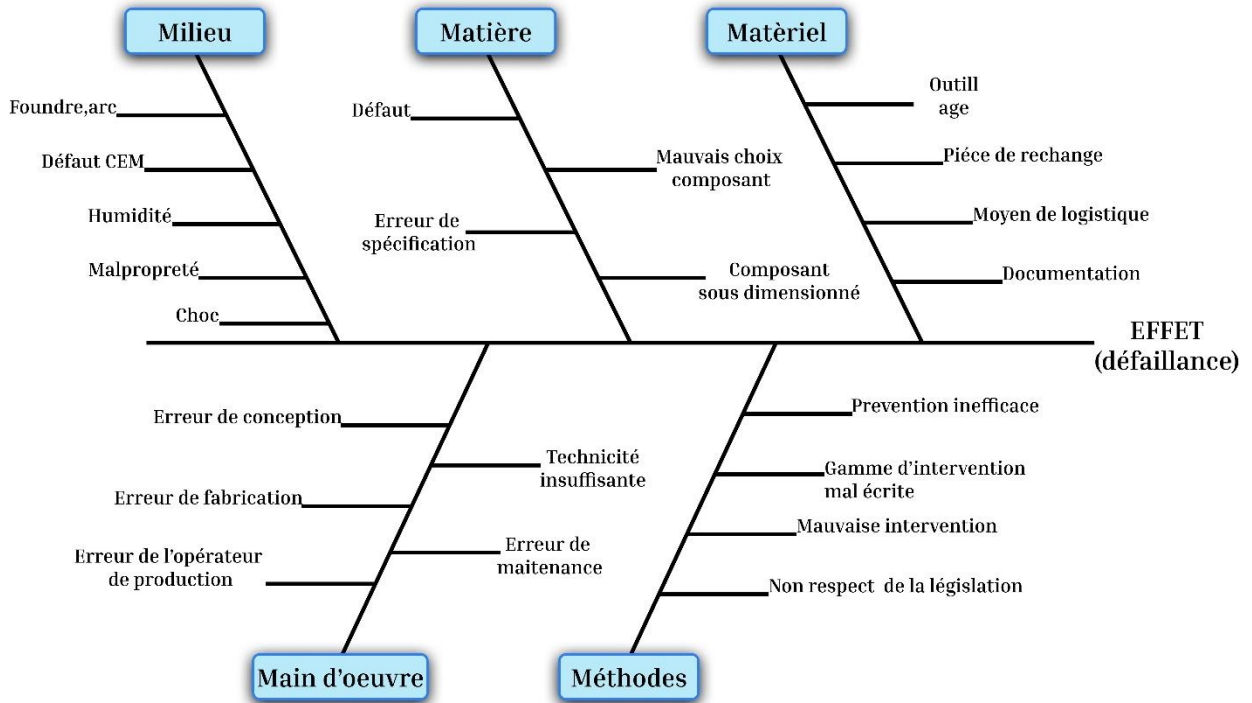 Milieu
Matière
Matèriel
Foundre,arc
Défaut CEM
Humidité
Malpropreté
Choc
Défaut
Mauvais choix
composant
Erreur de
spécification
Composant
sous dimensionné
Outill
age
Piéce de rechange
Moyen de logistique
Documentation
EFFET
(défaillance)
Erreur de conception
Technicité
insuffisante
Erreur de fabrication
Erreur de
maitenance
Erreur de l'opérateur
de production
Prevention inefficace
Gamme d'intervention
mal écrite
Mauvaise intervention
Non respect de la législation
Main d'oeuvre
Méthodes